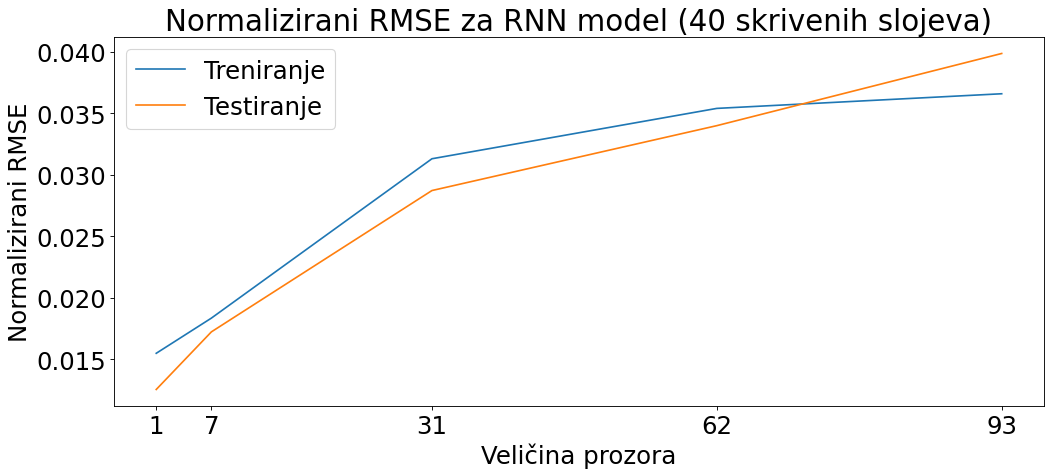 Normalizirani RMSE za RNN model (40 skrivenih slojeva)
Treniranje
Testiranje
Normalizirani RMSE
0.040
0.035
0.030
0.025
0.020
0.015
1 7 31 62 93
Veličina prozora